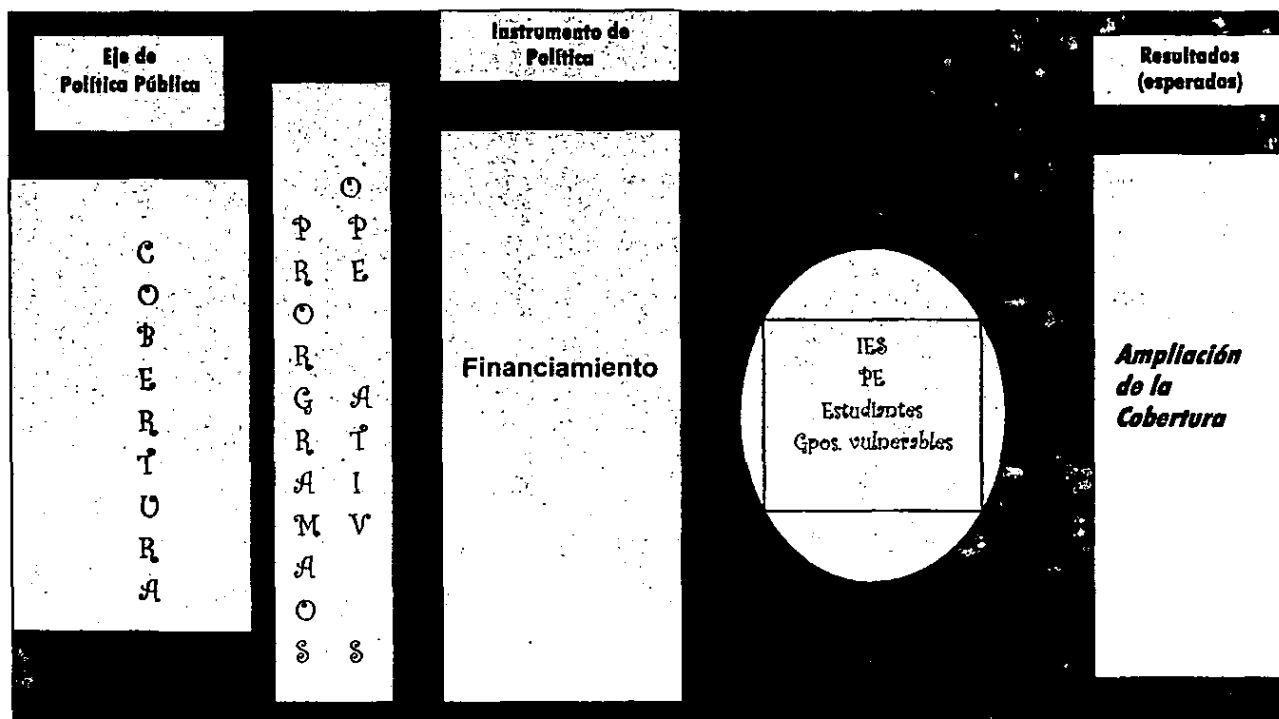 Eje de
Política Pública
C
O
B
E
R
T
U
R
A
O
P P
R E
O
R
G A
R T
A I
M V
A
O
S S
Instrumento de
Política
Financiamiento
IES
PE
Estudiantes
Gpos. vulnerables
Resultados
(esperados)
Ampliación
de la
Cobertura